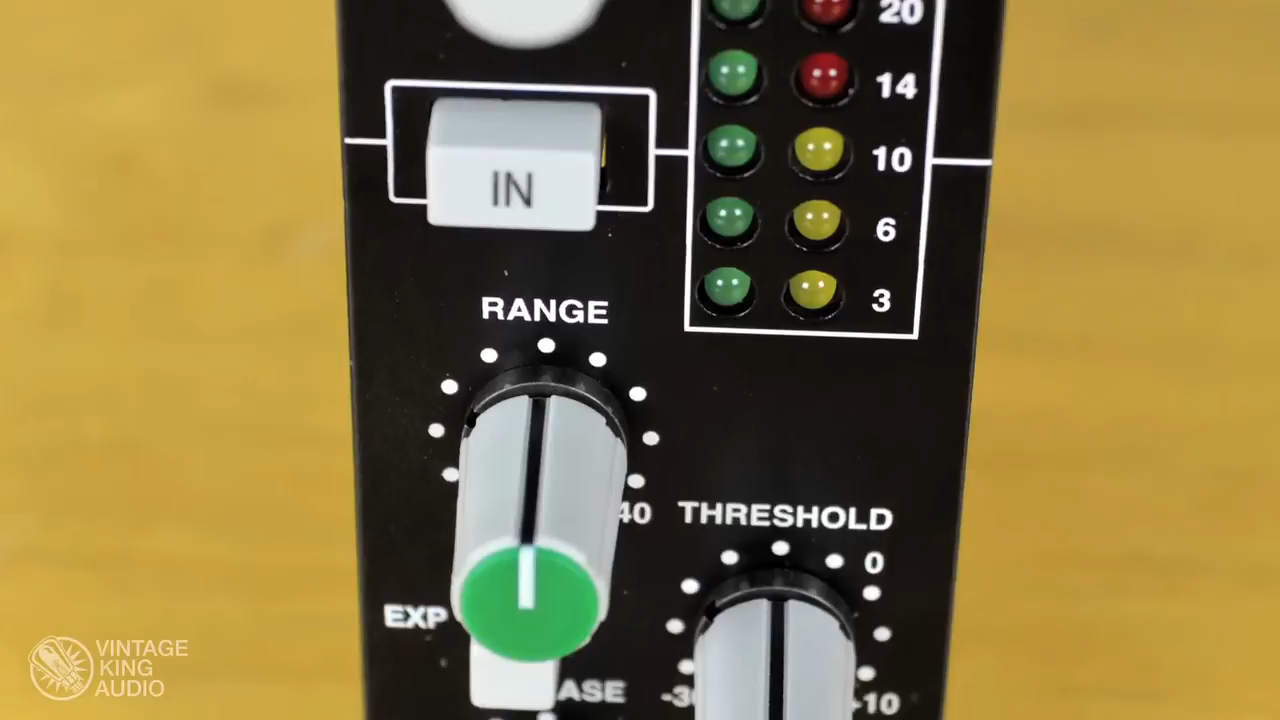 20
14
10
6
3
IN
RANGE
40
THRESHOLD
0
EXP
+10
VINTAGE
KING
AUDIO